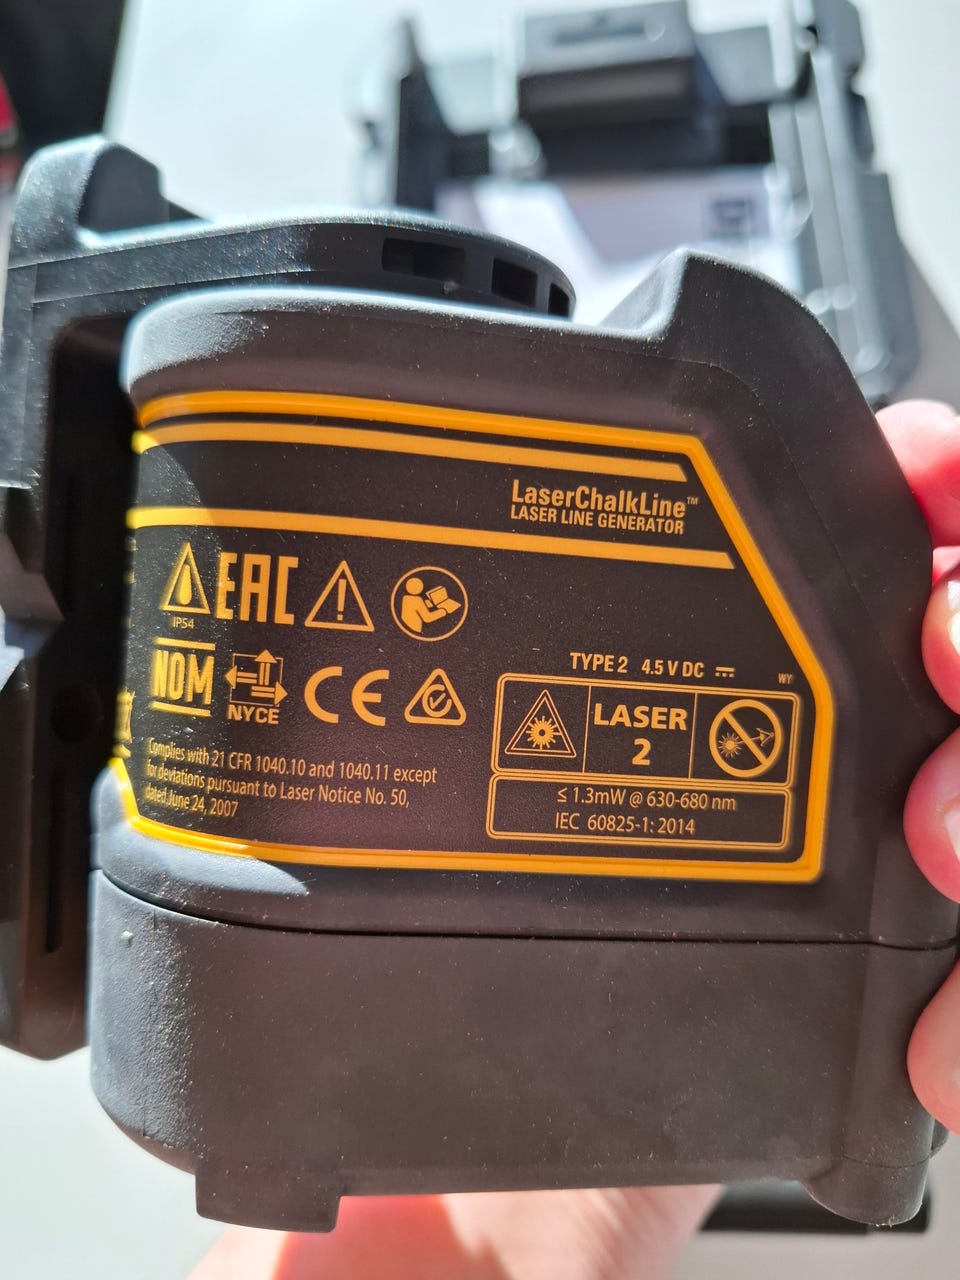 LaserChalkLine™
LASER LINE GENERATOR
IP54
EAC
NOM
NYCE
CE
TYPE 2 4.5 V DC ⎓
WY
LASER
2
Complies with 21 CFR 1040.10 and 1040.11 except
for deviations pursuant to Laser Notice No. 50,
dated June 24, 2007
≤ 1.3mW @ 630-680 nm
IEC 60825-1: 2014